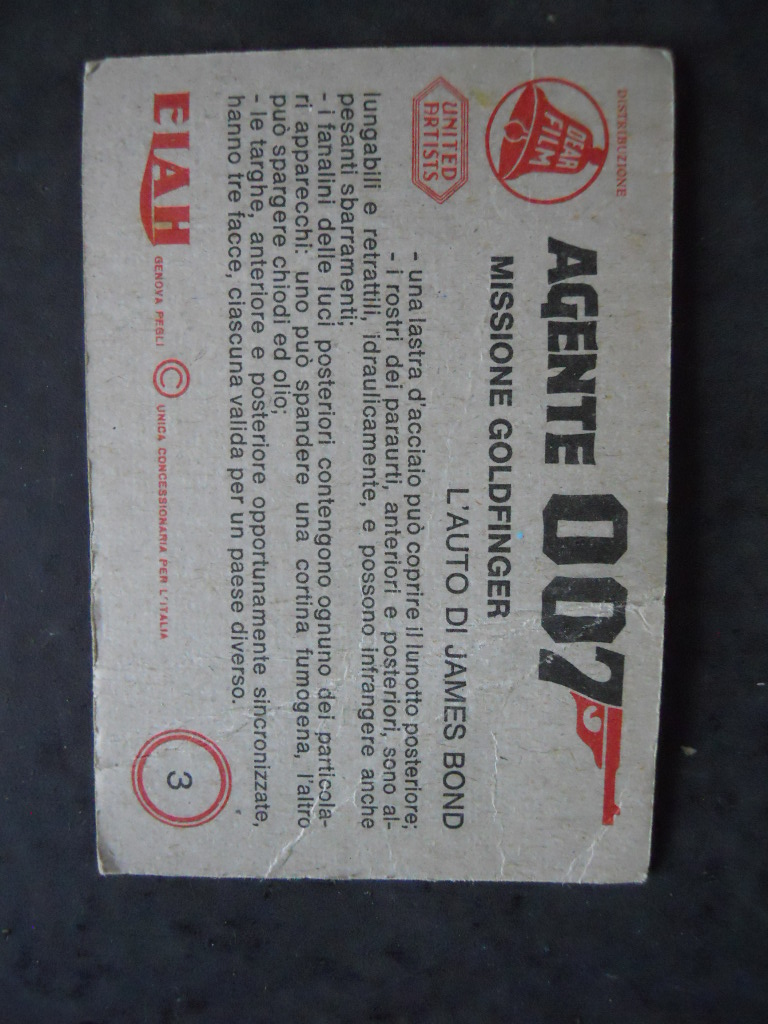 DISTRIBUZIONE
DEAR
FILM
AGENTE 007
MISSIONE GOLDFINGER
UNITED
ARTISTS
L'AUTO DI JAMES BOND
- una lastra d'acciaio può coprire il lunotto posteriore;
- i rostri dei paraurti, anteriori e posteriori, sono al-
lungabili e retrattili, idraulicamente, e possono infrangere anche
pesanti sbarramenti;
- i fanalini delle luci posteriori contengono ognuno dei particola-
ri apparecchi: uno può spandere una cortina fumogena, l'altro
può spargere chiodi ed olio;
- le targhe, anteriore e posteriore opportunamente sincronizzate,
hanno tre facce, ciascuna valida per un paese diverso.
ELAH GENOVA PEGLI © UNICA CONCESSIONARIA PER L'ITALIA
3